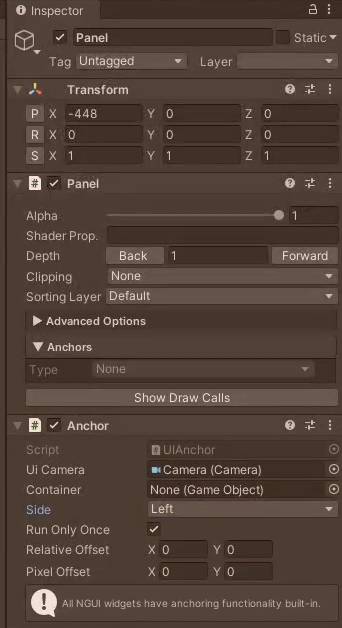 Inspector
Panel Static
Tag Untagged Layer
Transform
P X -448 Y 0 Z 0
R X 0 Y 0 Z 0
S X 1 Y 1 Z 1
# Panel
Alpha 1
Shader Prop.
Depth Back 1 Forward
Clipping None
Sorting Layer Default
Advanced Options
Anchors
Type None
Show Draw Calls
# Anchor
Script UIAnchor
Ui Camera Camera (Camera)
Container None (Game Object)
Side Left
Run Only Once
Relative Offset X 0 Y 0
Pixel Offset X 0 Y 0
All NGUI widgets have anchoring functionality built-in.